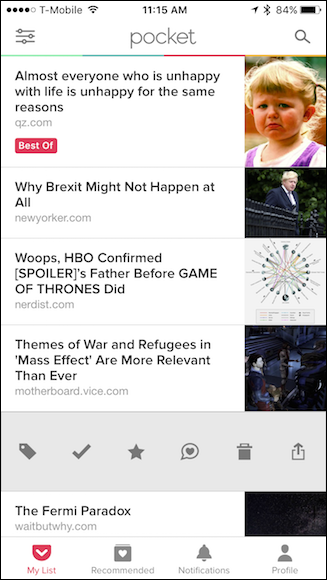 T-Mobile 11:15 AM 84%
pocket
Almost everyone who is unhappy
with life is unhappy for the same
reasons
qz.com
Best Of
Why Brexit Might Not Happen at
All
newyorker.com
Woops, HBO Confirmed
[SPOILER]'s Father Before GAME
OF THRONES Did
nerdist.com
Themes of War and Refugees in
'Mass Effect' Are More Relevant
Than Ever
motherboard.vice.com
The Fermi Paradox
waitbutwhy.com
My List Recommended Notifications Profile